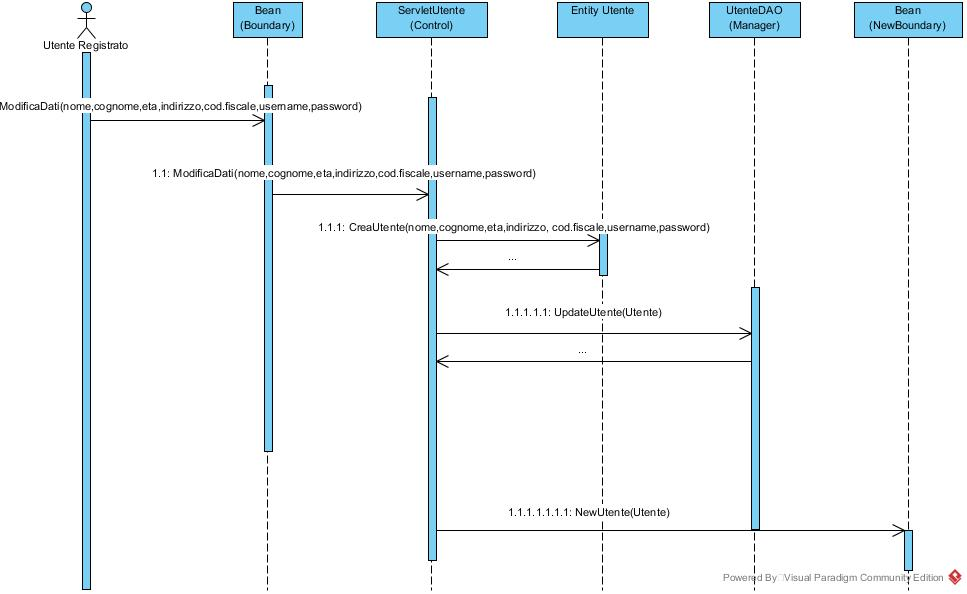 Bean
(Boundary)
ServletUtente
(Control)
Entity Utente
UtenteDAO
(Manager)
Bean
(NewBoundary)
Utente Registrato
ModificaDati(nome,cognome,eta,indirizzo,cod.fiscale,username,password)
1.1: ModificaDati(nome,cognome,eta,indirizzo,cod.fiscale,username,password)
1.1.1: CreaUtente(nome,cognome,eta,indirizzo, cod.fiscale,username,password)
...
1.1.1.1.1: UpdateUtente(Utente)
...
1.1.1.1.1.1.1: NewUtente(Utente)
Powered By Visual Paradigm Community Edition